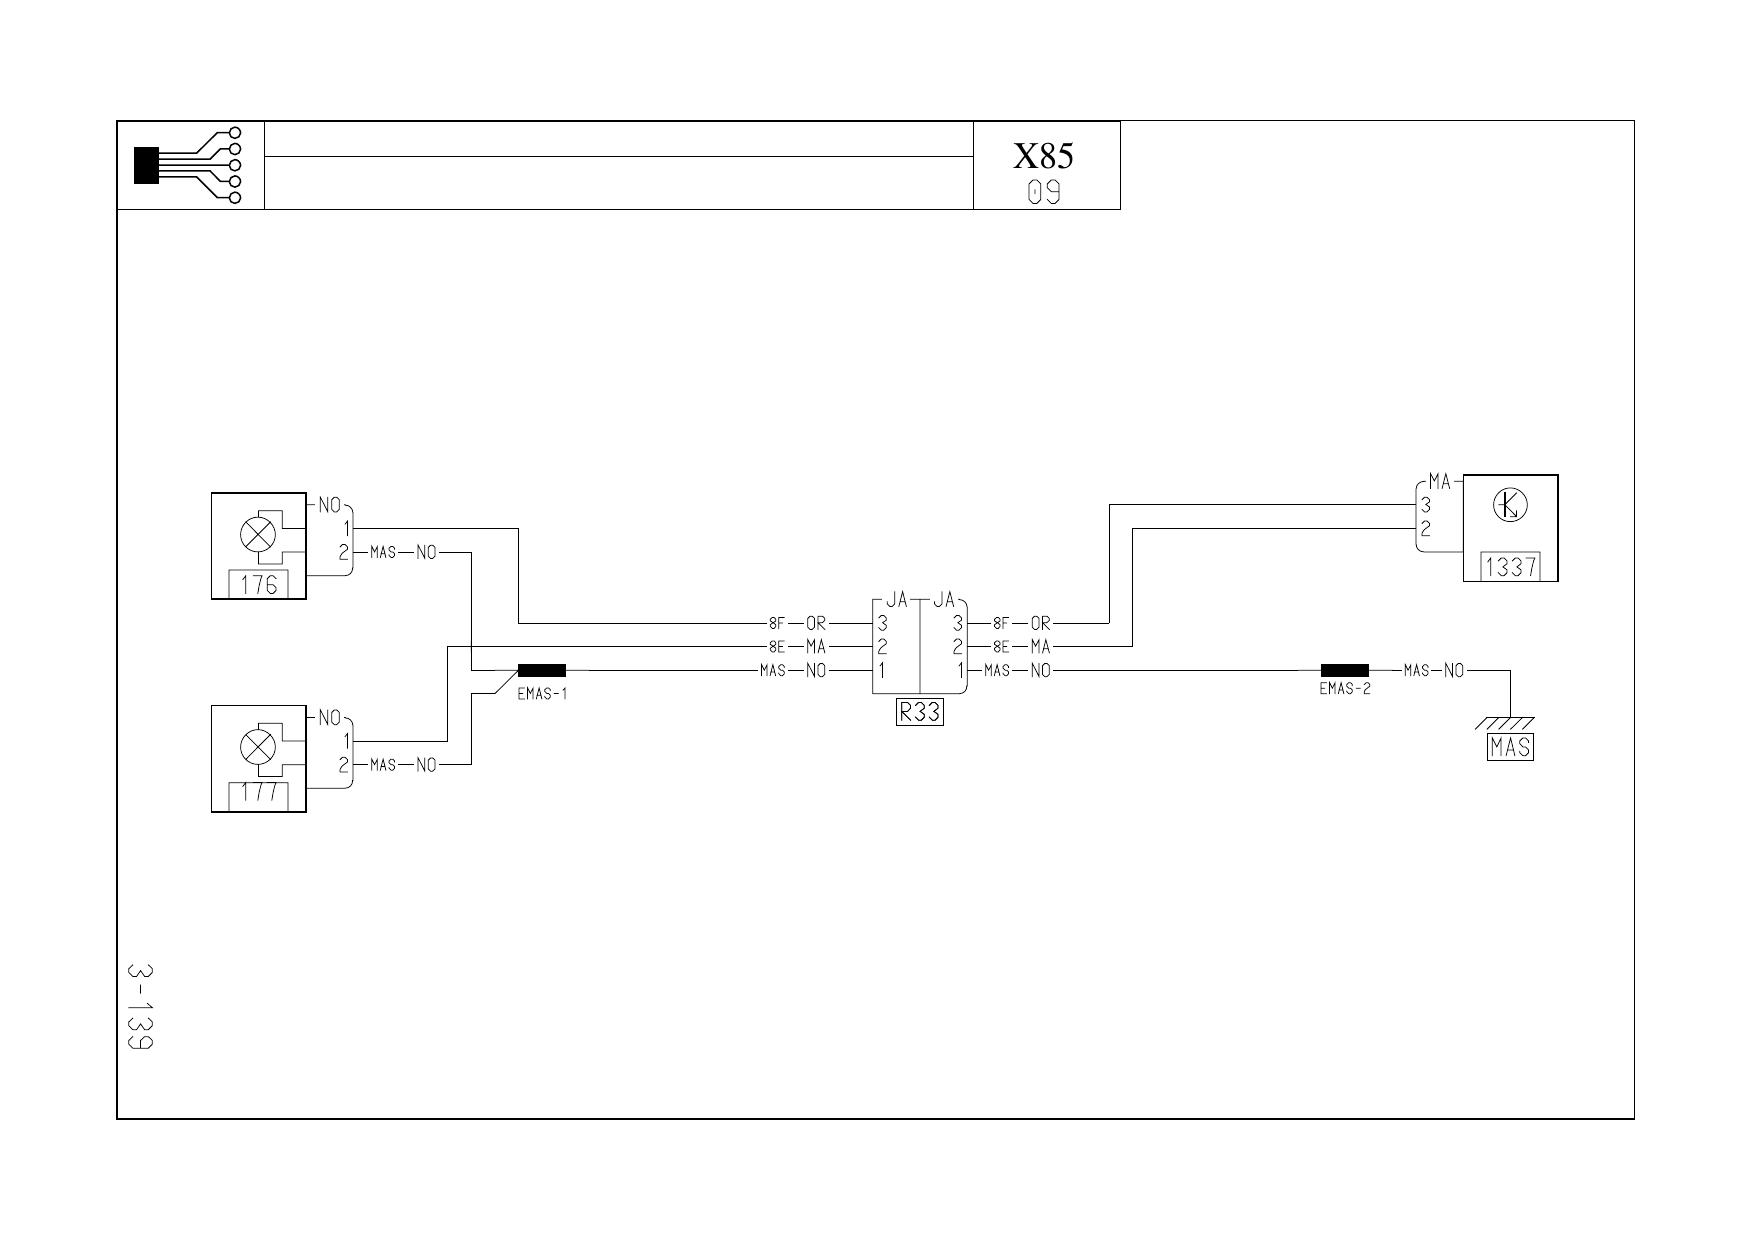 X85
09
MA
3
2
1337
NO
1
2 MAS NO
176
JA JA
8F OR 3 3 8F OR
8E MA 2 2 8E MA
MAS NO 1 1 MAS NO
MAS NO
EMAS-1
EMAS-2
R33
MAS
NO
1
2 MAS NO
177
3-139